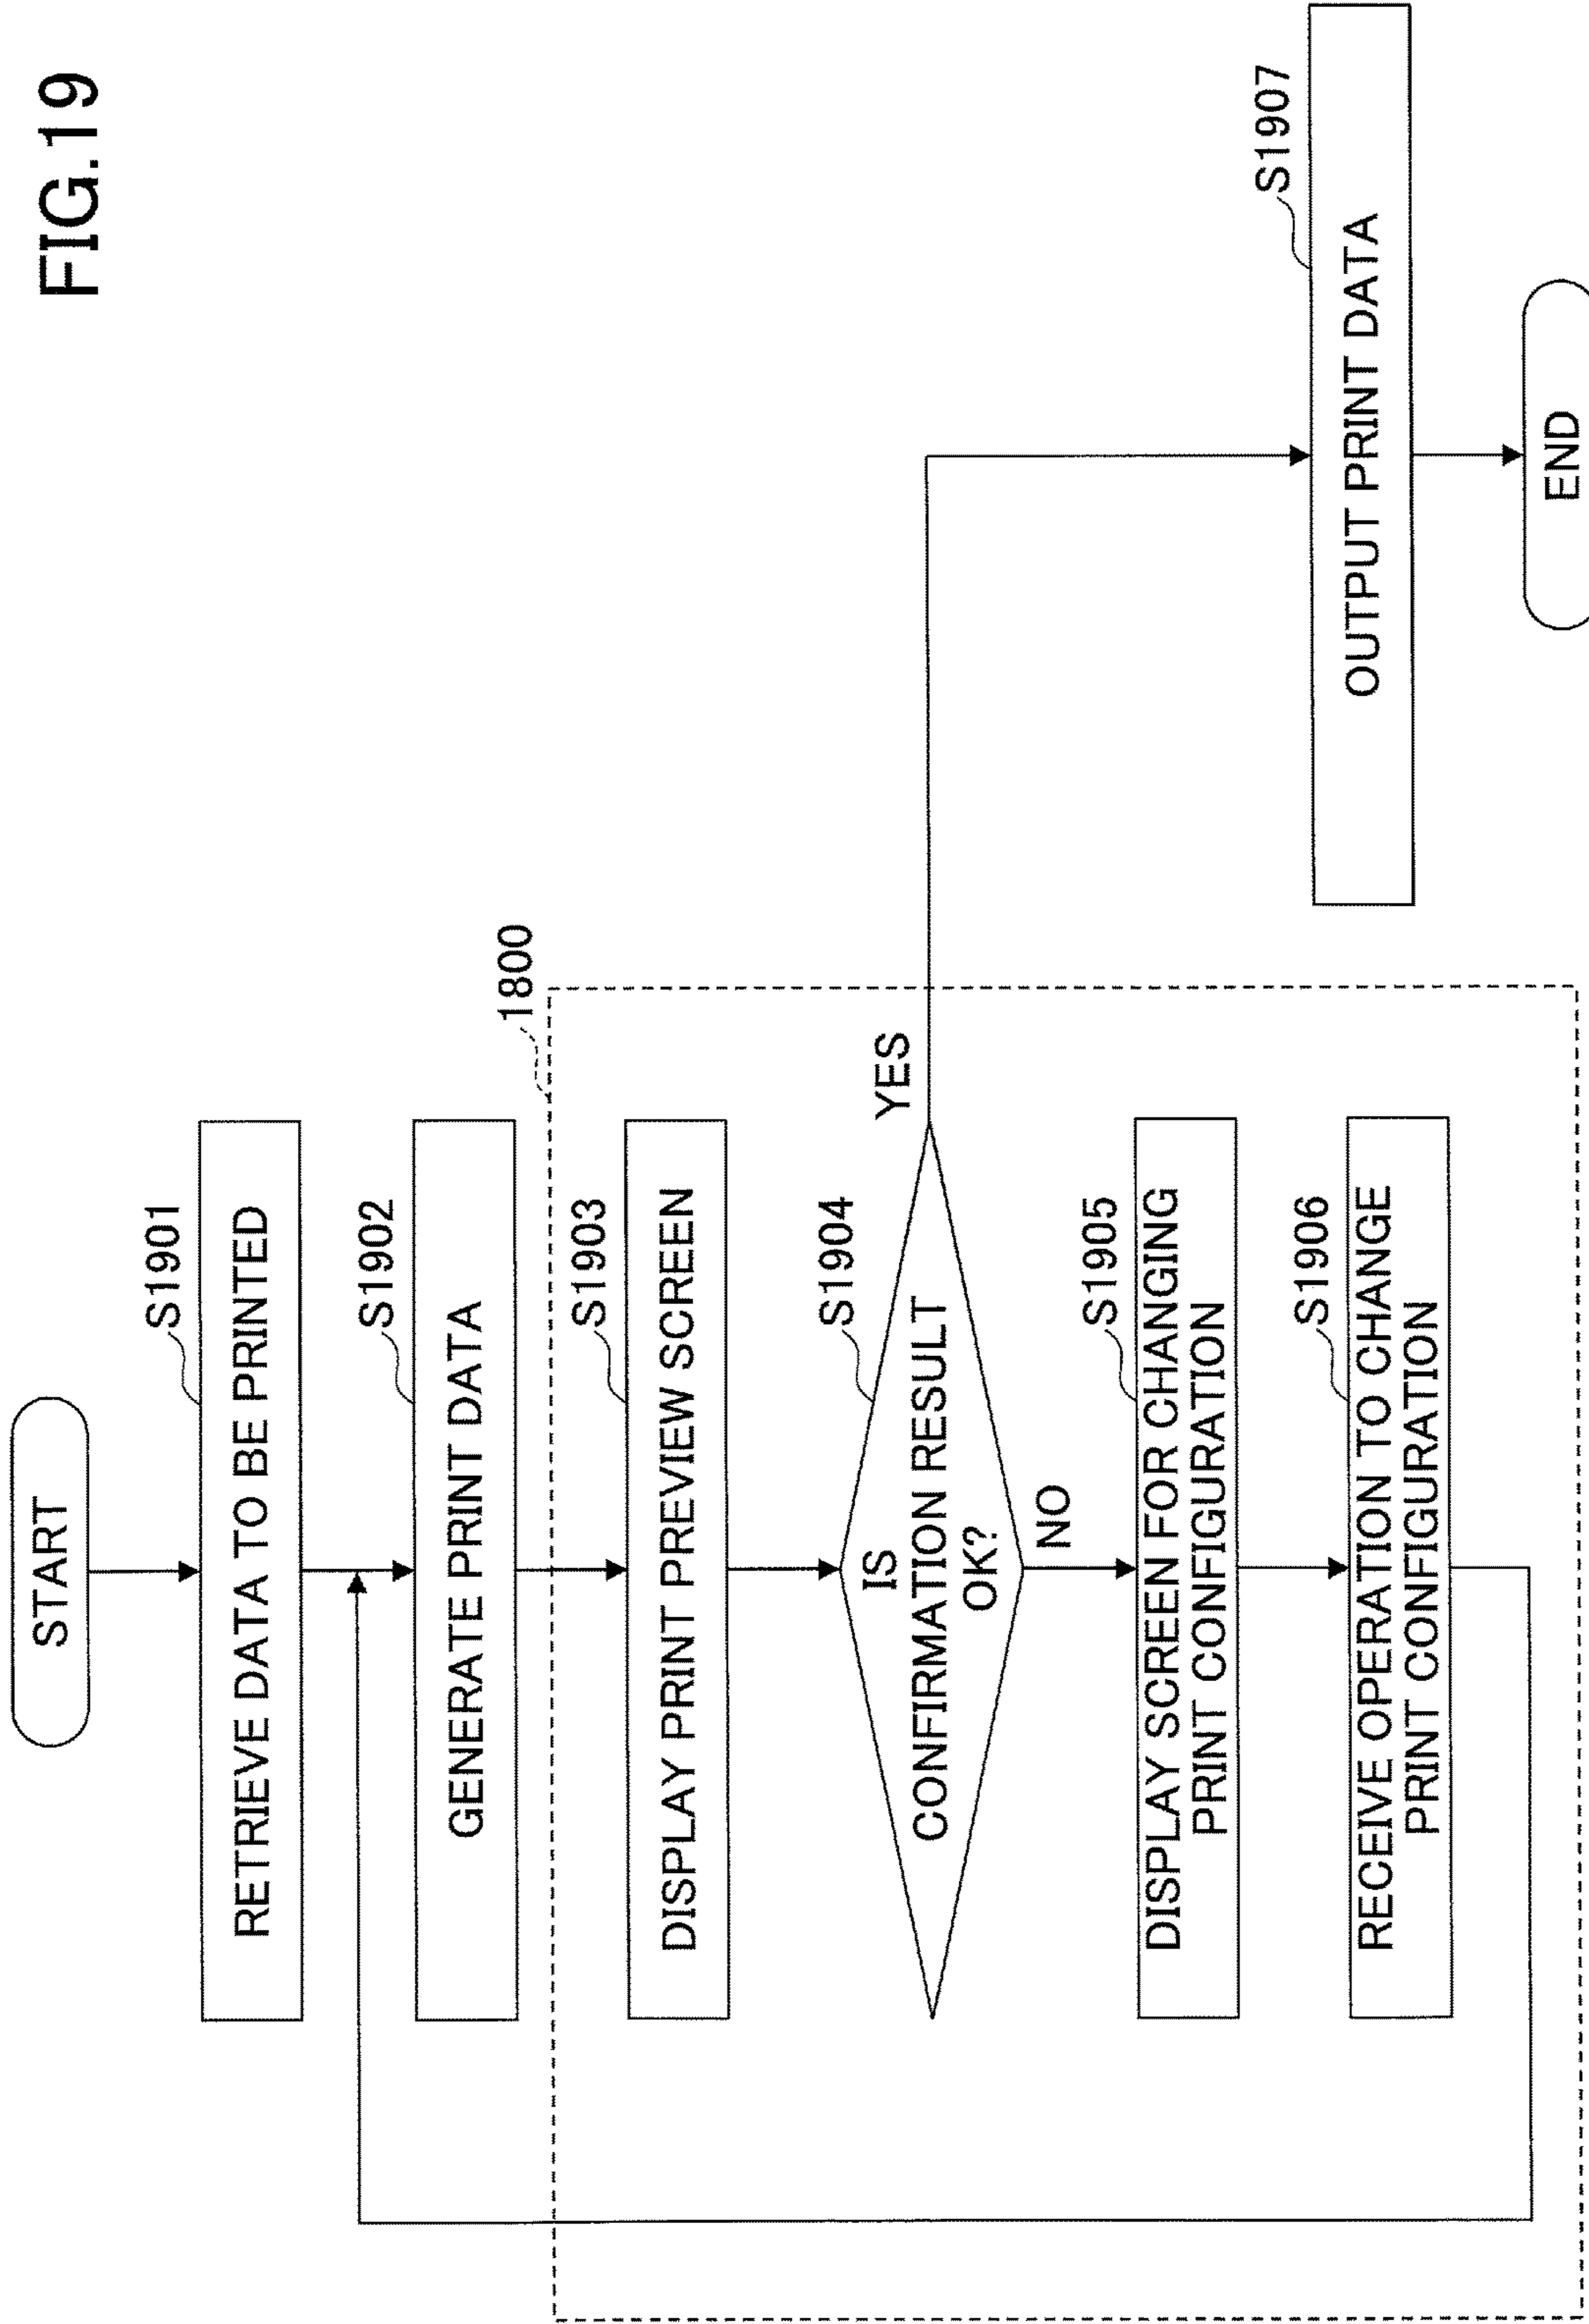 FIG.19
START
S1901
RETRIEVE DATA TO BE PRINTED
S1902
GENERATE PRINT DATA
1800
S1903
DISPLAY PRINT PREVIEW SCREEN
S1904
IS
CONFIRMATION RESULT
OK?
YES
NO
S1905
DISPLAY SCREEN FOR CHANGING
PRINT CONFIGURATION
S1906
RECEIVE OPERATION TO CHANGE
PRINT CONFIGURATION
S1907
OUTPUT PRINT DATA
END